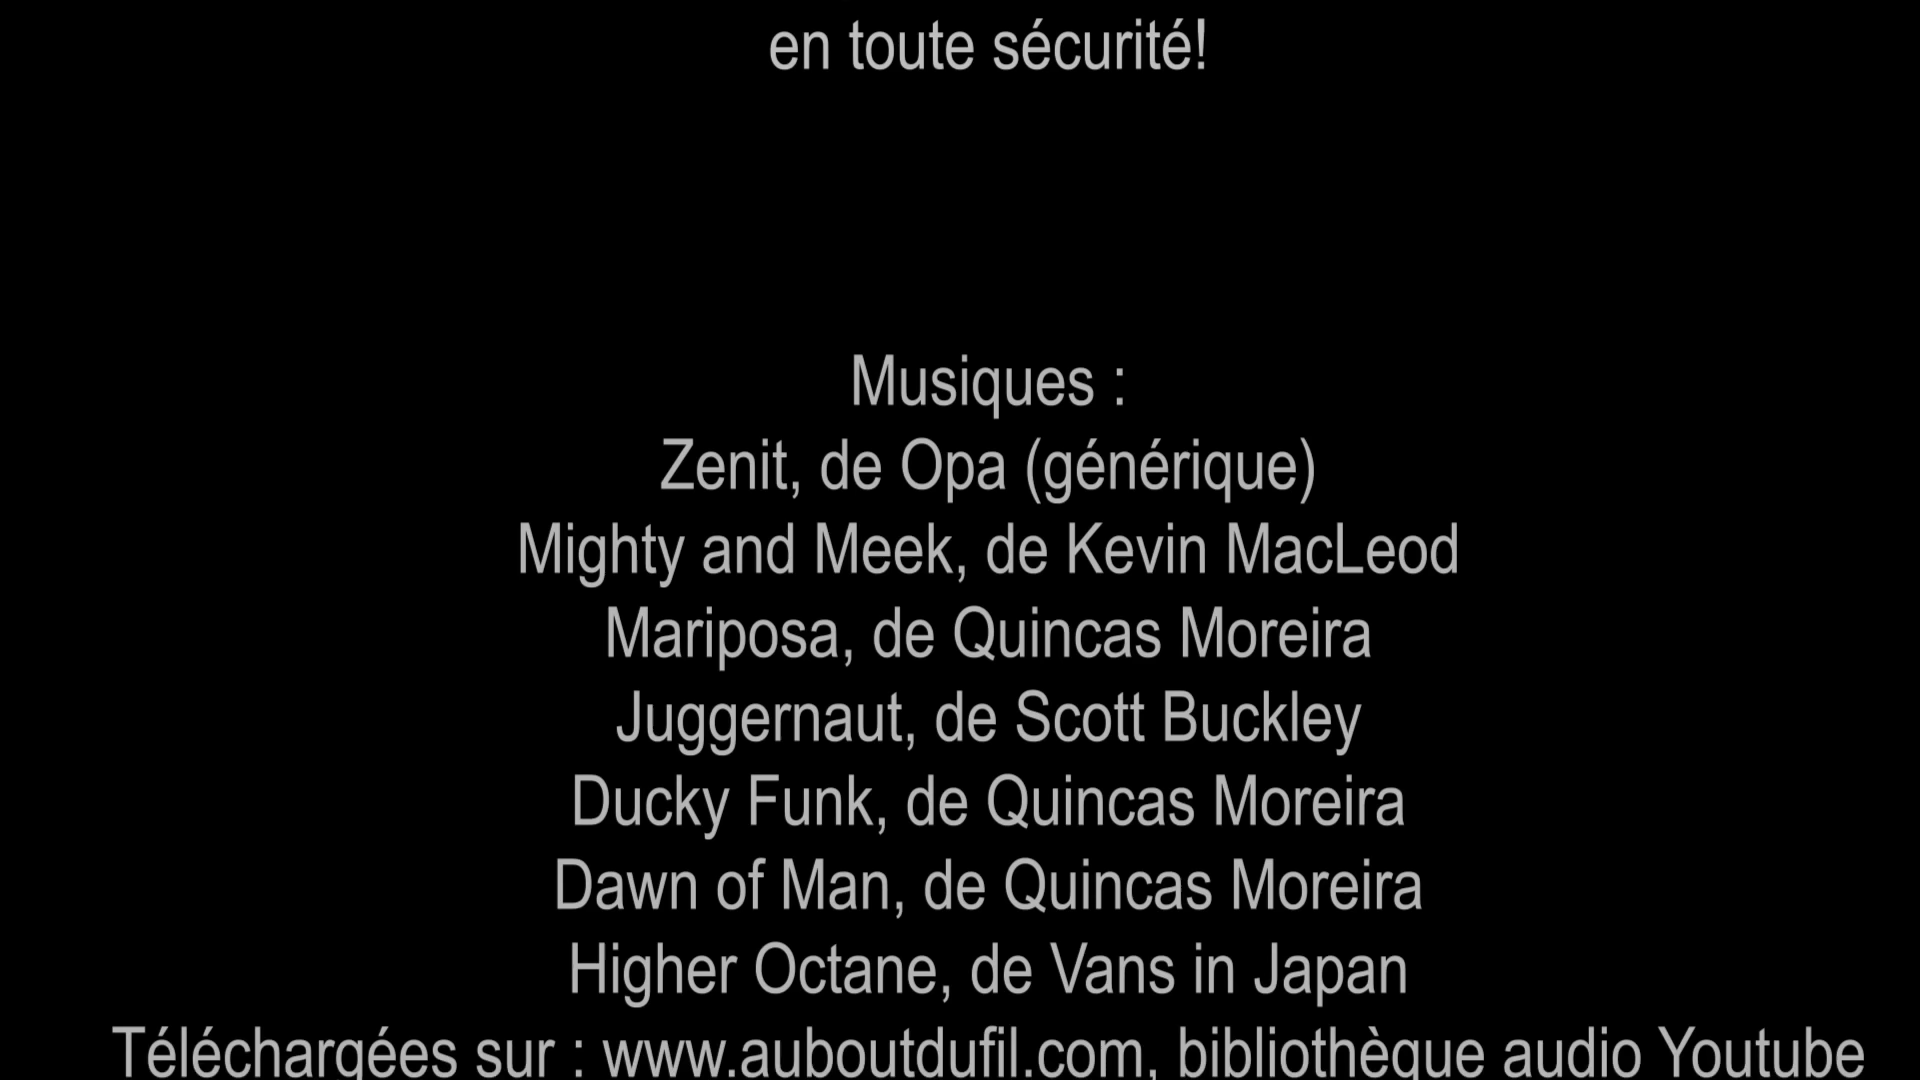 en toute sécurité!
Musiques :
Zenit, de Opa (générique)
Mighty and Meek, de Kevin MacLeod
Mariposa, de Quincas Moreira
Juggernaut, de Scott Buckley
Ducky Funk, de Quincas Moreira
Dawn of Man, de Quincas Moreira
Higher Octane, de Vans in Japan
Téléchargées sur : www.auboutdufil.com, bibliothèque audio Youtube